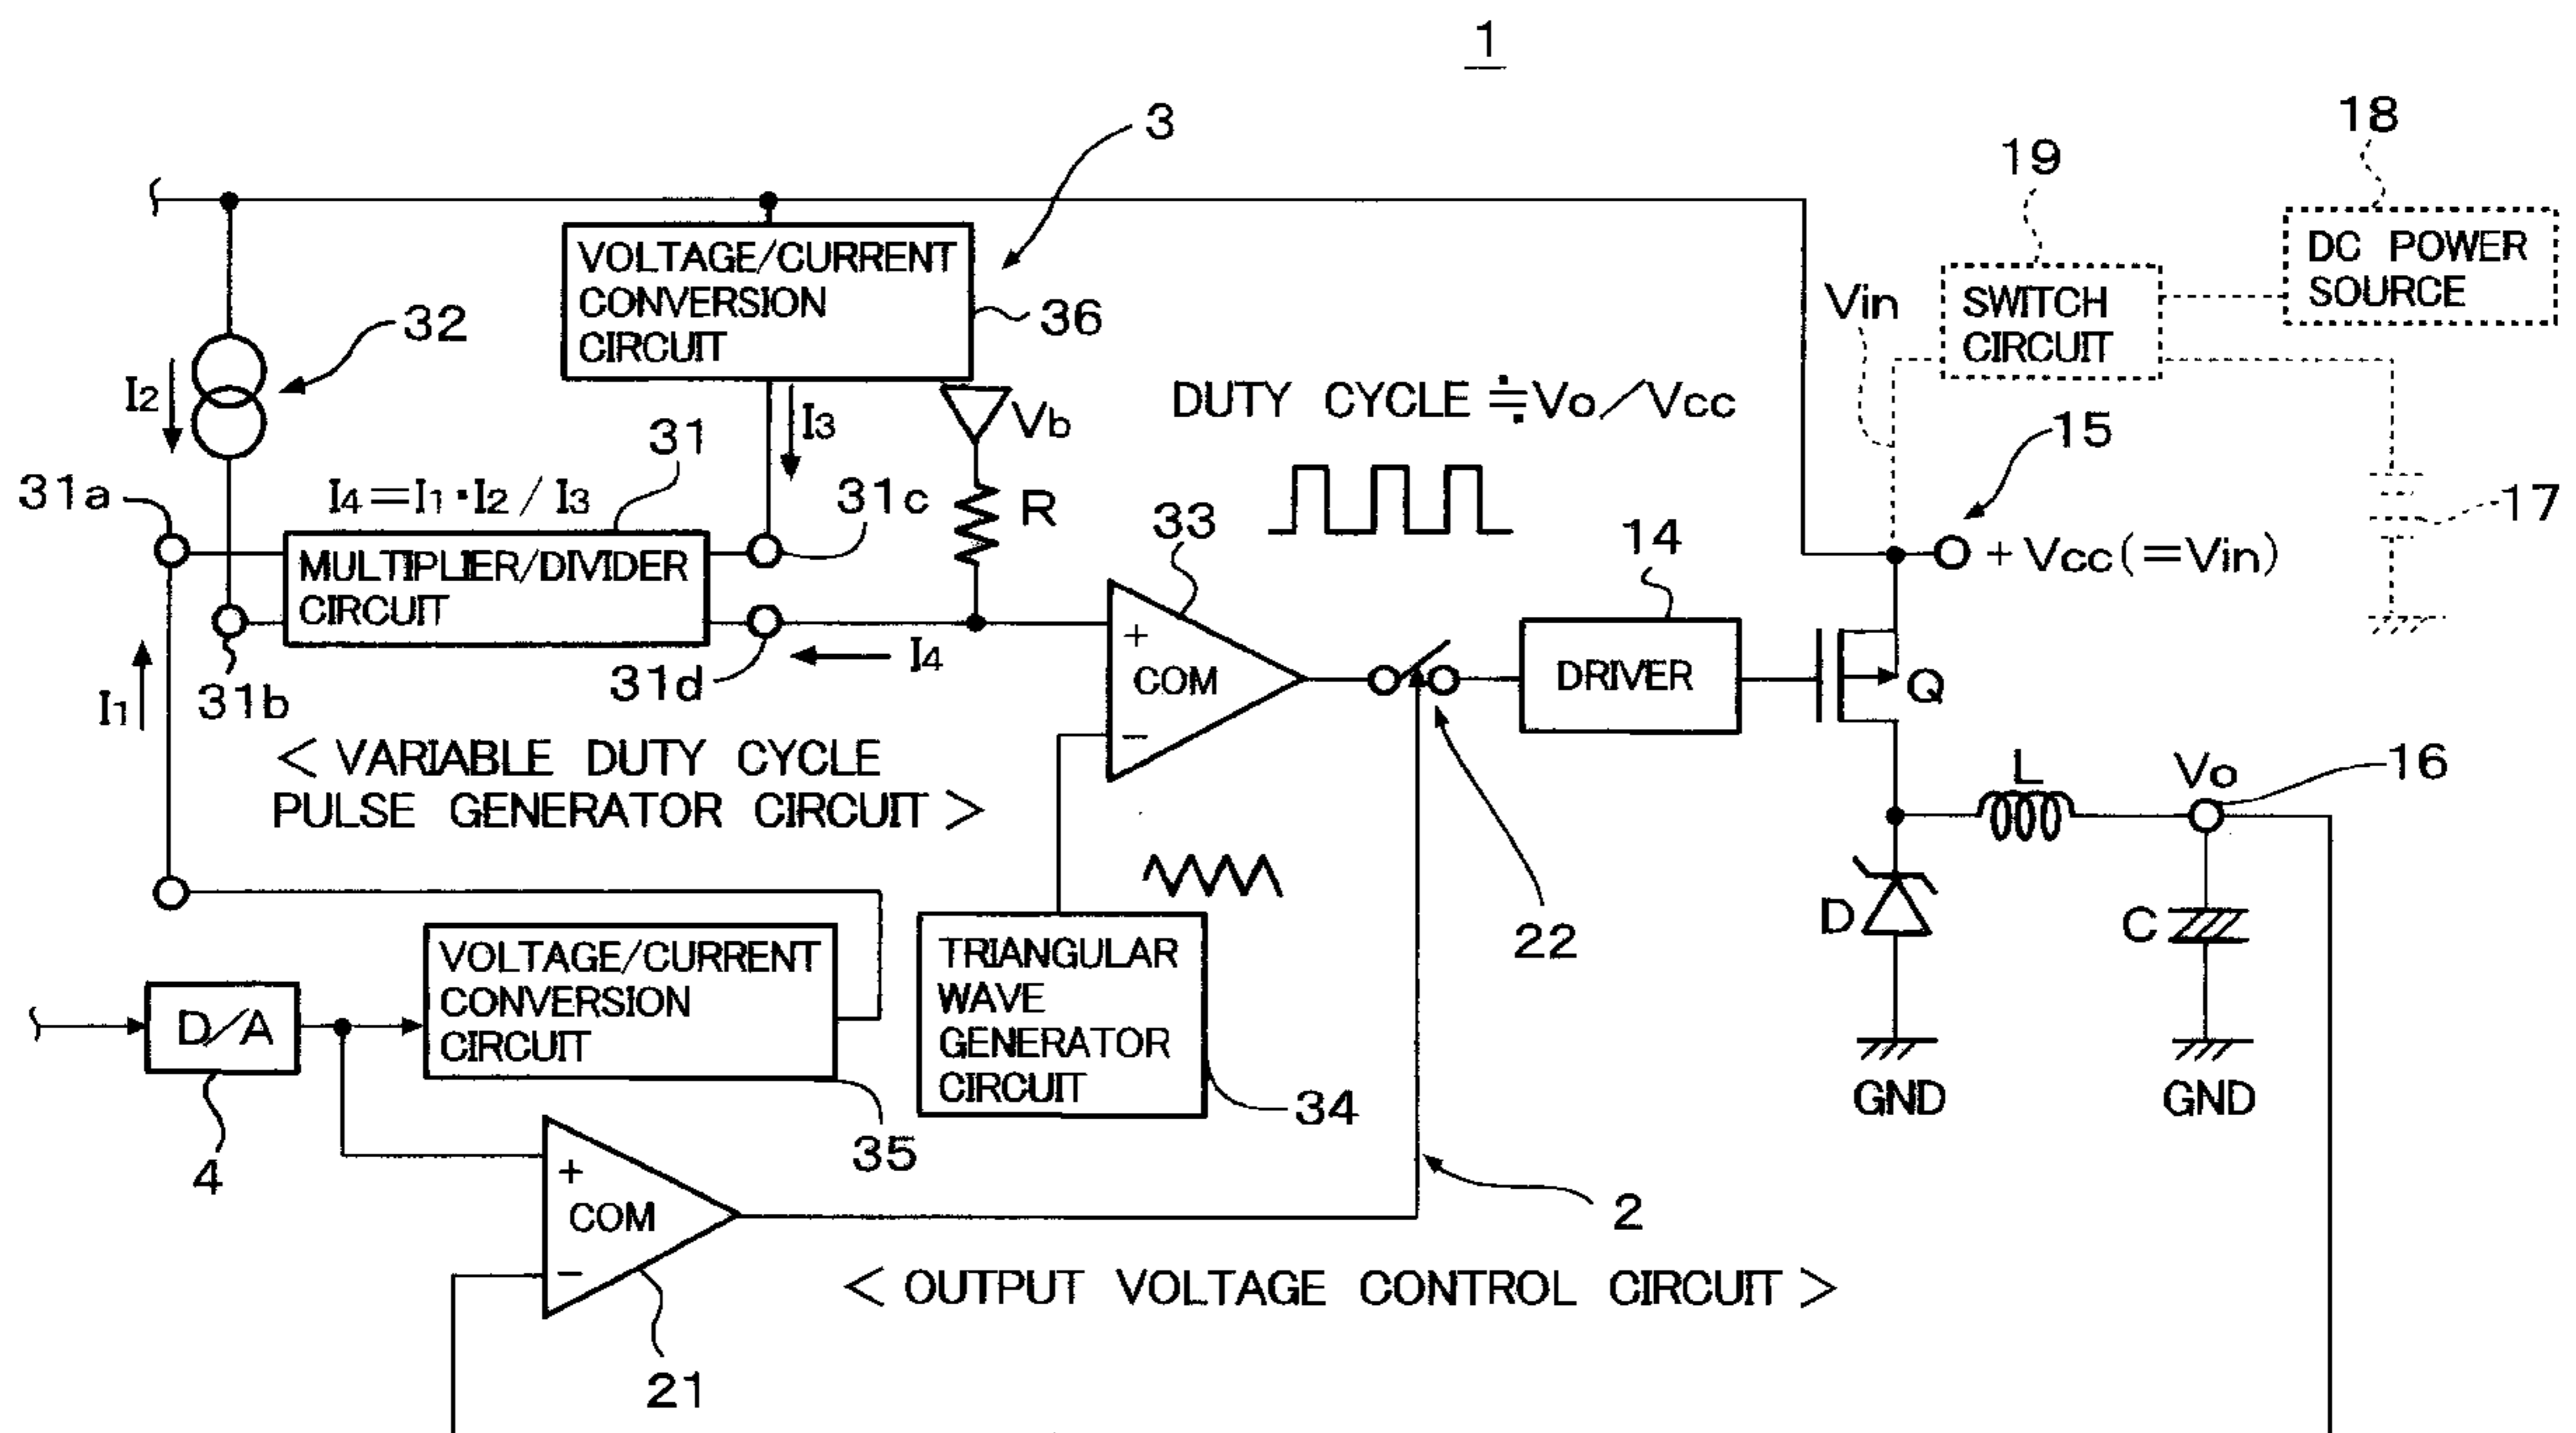 1
3
18
19
DC POWER
SOURCE
VOLTAGE/CURRENT
CONVERSION
CIRCUIT
36
Vin
SWITCH
CIRCUIT
32
I2
I3
Vb
DUTY CYCLE ≒Vo/Vcc
15
31
31a
I4=I1·I2/I3
31c
R
17
33
14
+Vcc(=Vin)
MULTIPLIER/DIVIDER
CIRCUIT
+
COM
−
DRIVER
Q
I4
31d
31b
I1
<VARIABLE DUTY CYCLE
PULSE GENERATOR CIRCUIT>
L
Vo
16
D
C
22
VOLTAGE/CURRENT
CONVERSION
CIRCUIT
TRIANGULAR
WAVE
GENERATOR
CIRCUIT
D/A
GND
GND
34
35
4
+
COM
−
2
<OUTPUT VOLTAGE CONTROL CIRCUIT>
21